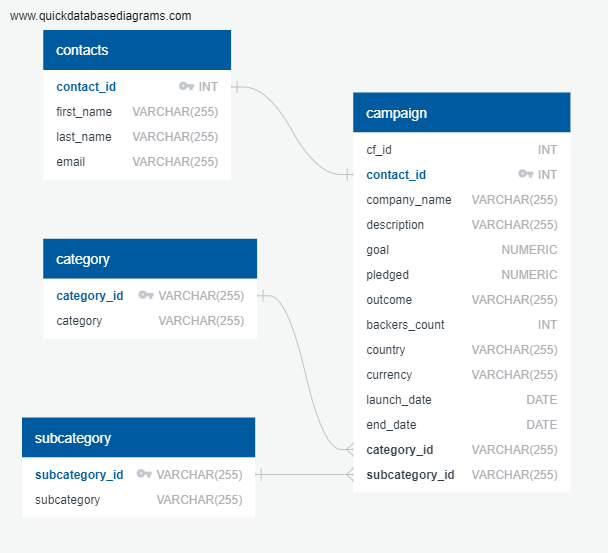 www.quickdatabasediagrams.com
contacts
contact_id INT
first_name VARCHAR(255)
last_name VARCHAR(255)
email VARCHAR(255)
category
category_id VARCHAR(255)
category VARCHAR(255)
subcategory
subcategory_id VARCHAR(255)
subcategory VARCHAR(255)
campaign
cf_id INT
contact_id INT
company_name VARCHAR(255)
description VARCHAR(255)
goal NUMERIC
pledged NUMERIC
outcome VARCHAR(255)
backers_count INT
country VARCHAR(255)
currency VARCHAR(255)
launch_date DATE
end_date DATE
category_id VARCHAR(255)
subcategory_id VARCHAR(255)